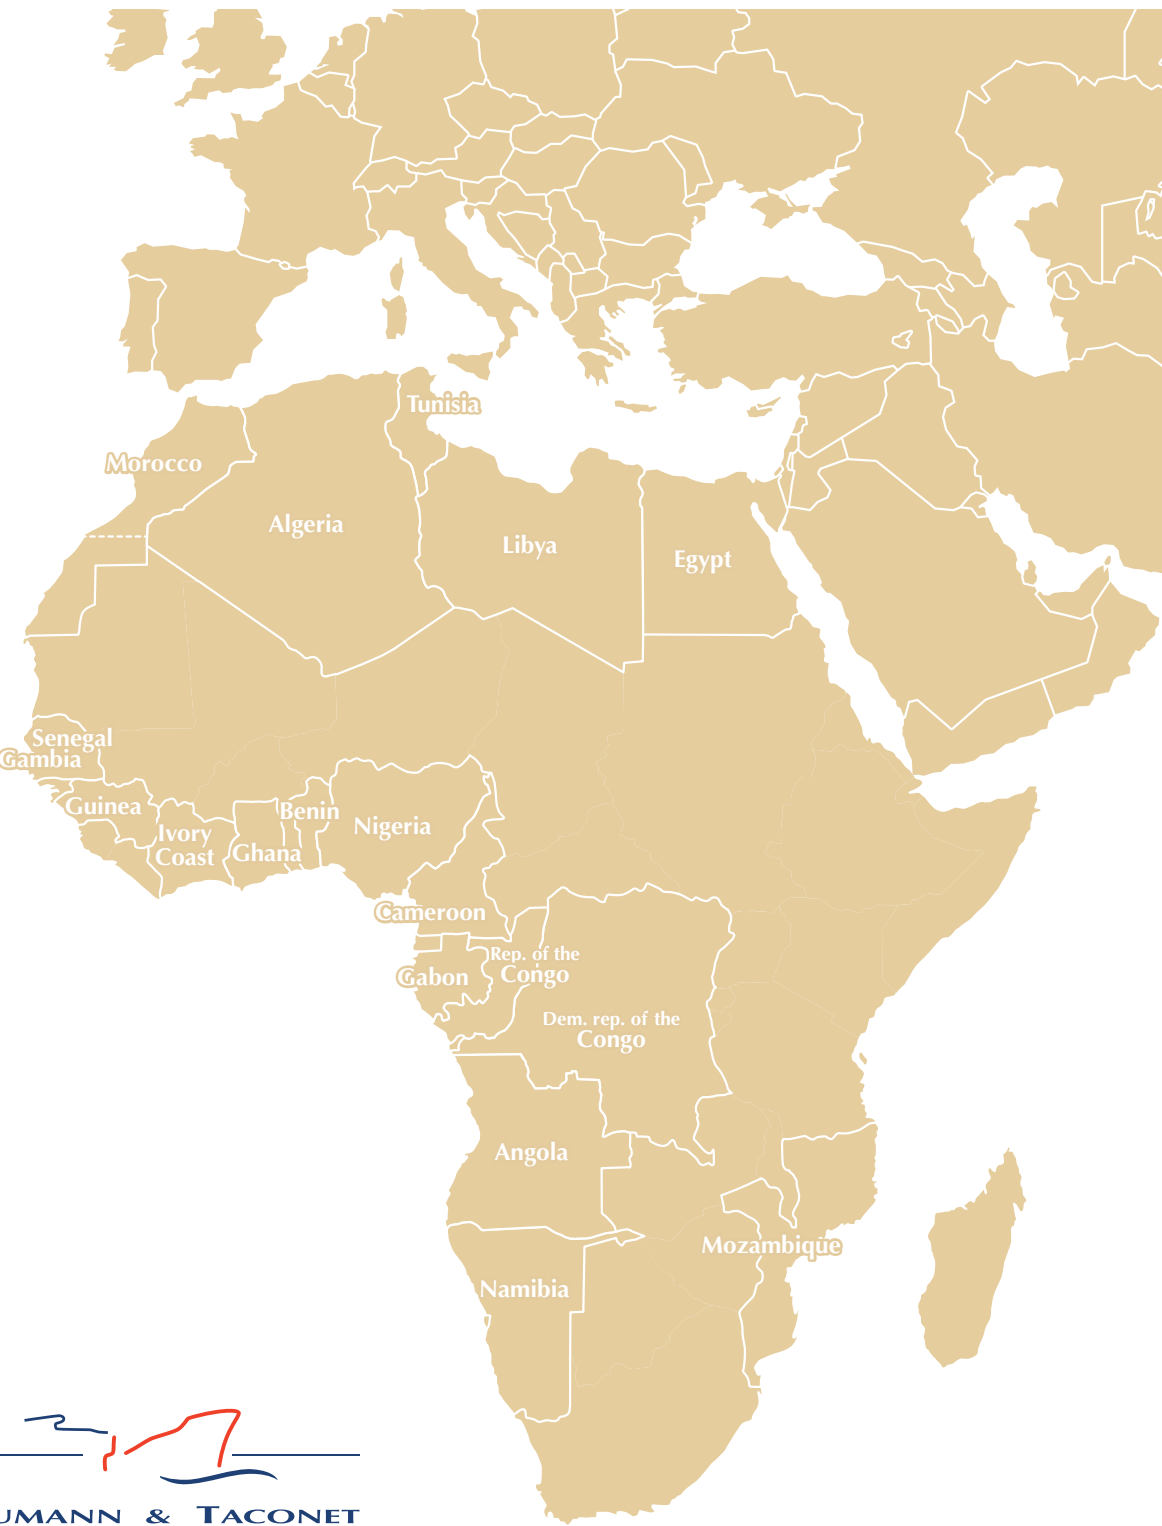 Tunisia
Morocco
Algeria
Libya
Egypt
Senegal
Gambia
Guinea
Ivory
Coast
Ghana
Benin
Nigeria
Cameroon
Gabon
Rep. of the
Congo
Dem. rep. of the
Congo
Angola
Mozambique
Namibia
UMANN & TACONET